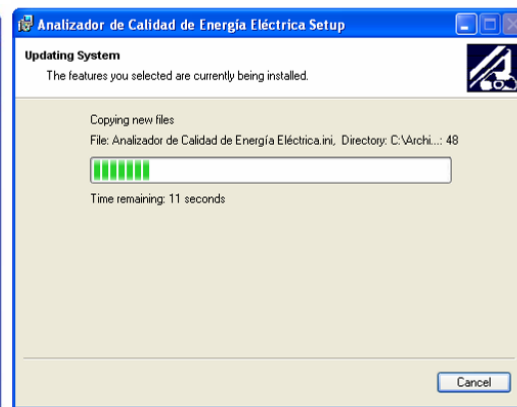 Analizador de Calidad de Energía Eléctrica Setup
Updating System
The features you selected are currently being installed.
Copying new files
File: Analizador de Calidad de Energía Eléctrica.ini, Directory: C:\Archi...: 48
Time remaining: 11 seconds
Cancel